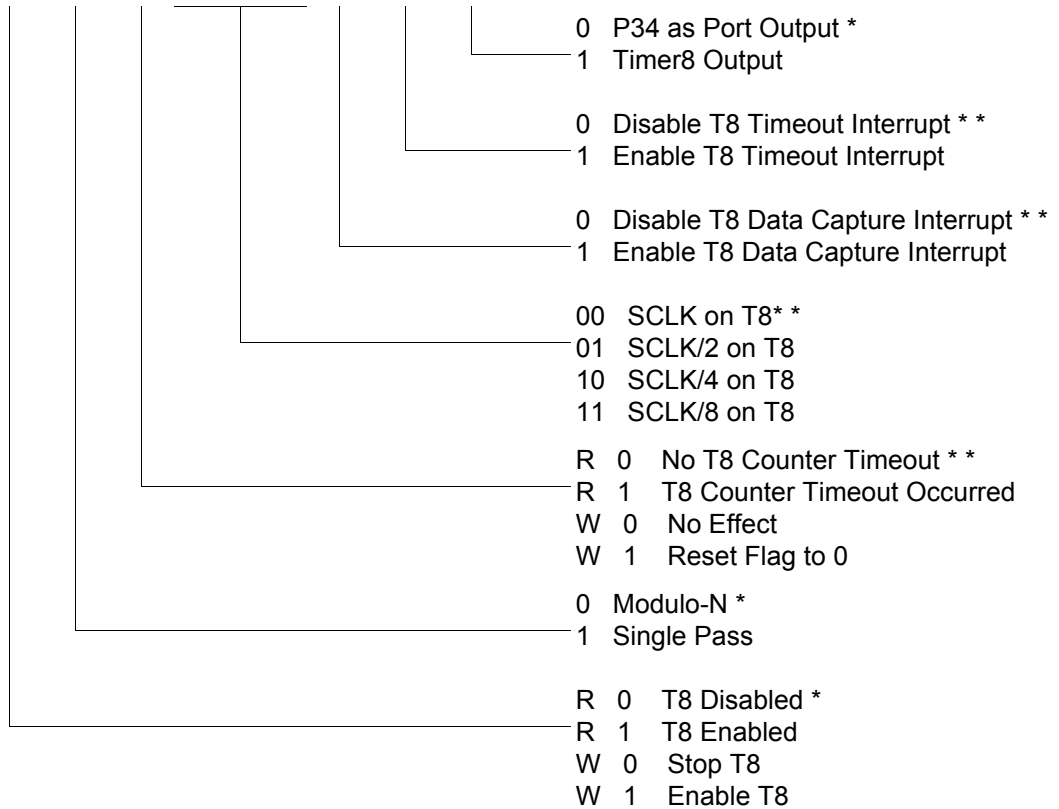 0 P34 as Port Output *
1 Timer8 Output
0 Disable T8 Timeout Interrupt * *
1 Enable T8 Timeout Interrupt
0 Disable T8 Data Capture Interrupt * *
1 Enable T8 Data Capture Interrupt
00 SCLK on T8* *
01 SCLK/2 on T8
10 SCLK/4 on T8
11 SCLK/8 on T8
R 0 No T8 Counter Timeout * *
R 1 T8 Counter Timeout Occurred
W 0 No Effect
W 1 Reset Flag to 0
0 Modulo-N *
1 Single Pass
R 0 T8 Disabled *
R 1 T8 Enabled
W 0 Stop T8
W 1 Enable T8